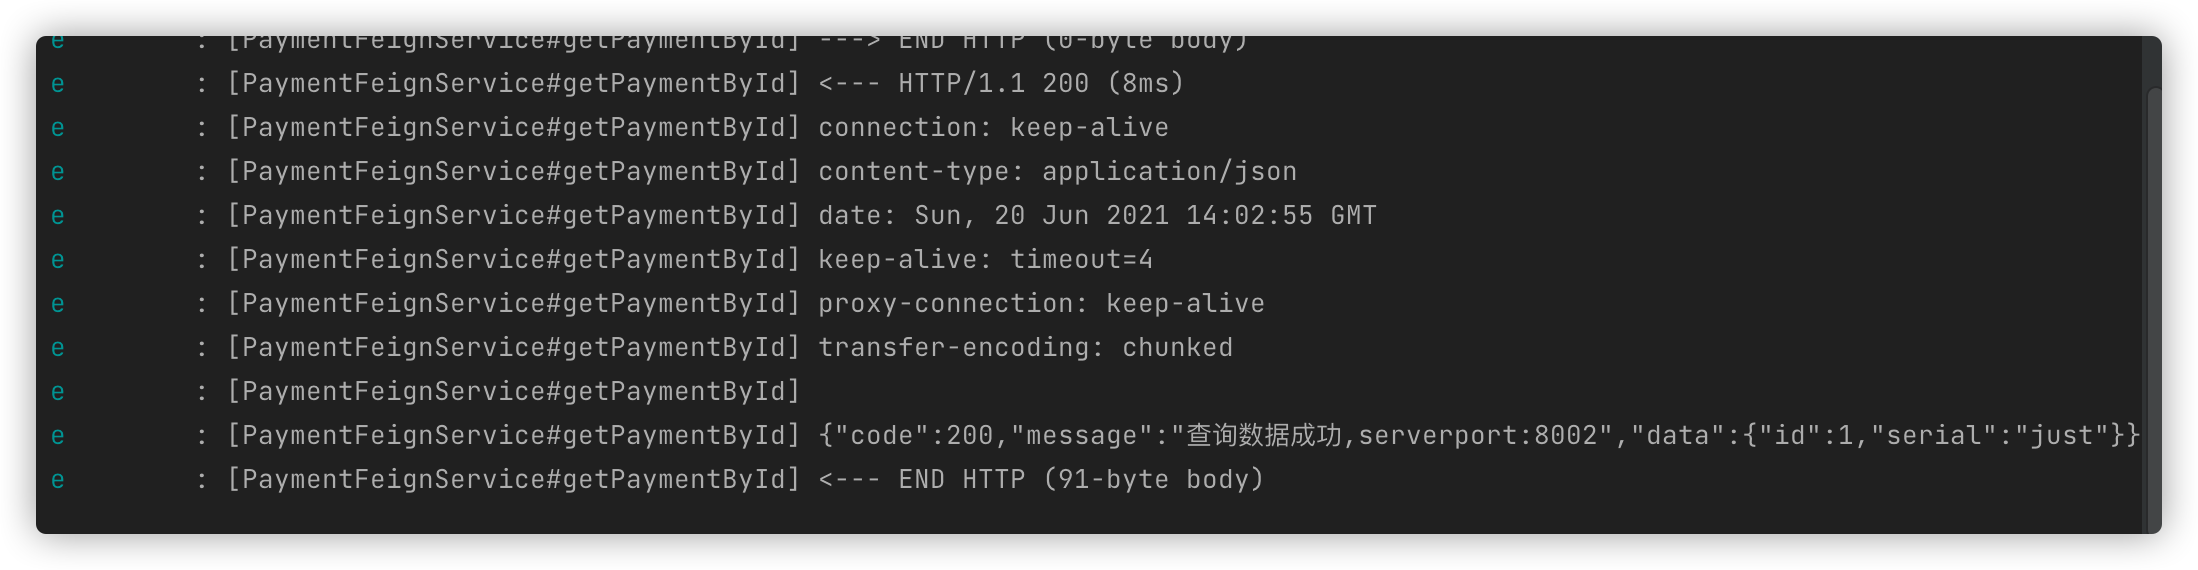 e : [PaymentFeignService#getPaymentById] ---> END HTTP (0-byte body)
e : [PaymentFeignService#getPaymentById] <--- HTTP/1.1 200 (8ms)
e : [PaymentFeignService#getPaymentById] connection: keep-alive
e : [PaymentFeignService#getPaymentById] content-type: application/json
e : [PaymentFeignService#getPaymentById] date: Sun, 20 Jun 2021 14:02:55 GMT
e : [PaymentFeignService#getPaymentById] keep-alive: timeout=4
e : [PaymentFeignService#getPaymentById] proxy-connection: keep-alive
e : [PaymentFeignService#getPaymentById] transfer-encoding: chunked
e : [PaymentFeignService#getPaymentById]
e : [PaymentFeignService#getPaymentById] {"code":200,"message":"查询数据成功,serverport:8002","data":{"id":1,"serial":"just"}}
e : [PaymentFeignService#getPaymentById] <--- END HTTP (91-byte body)